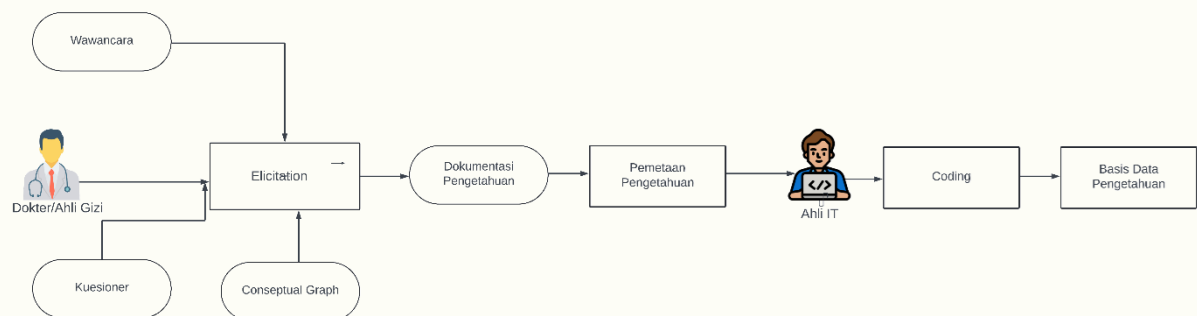 Wawancara
Dokter/Ahli Gizi
Kuesioner
Elicitation
Conseptual Graph
Dokumentasi
Pengetahuan
Pemetaan
Pengetahuan
</>
Ahli IT
Coding
Basis Data
Pengetahuan